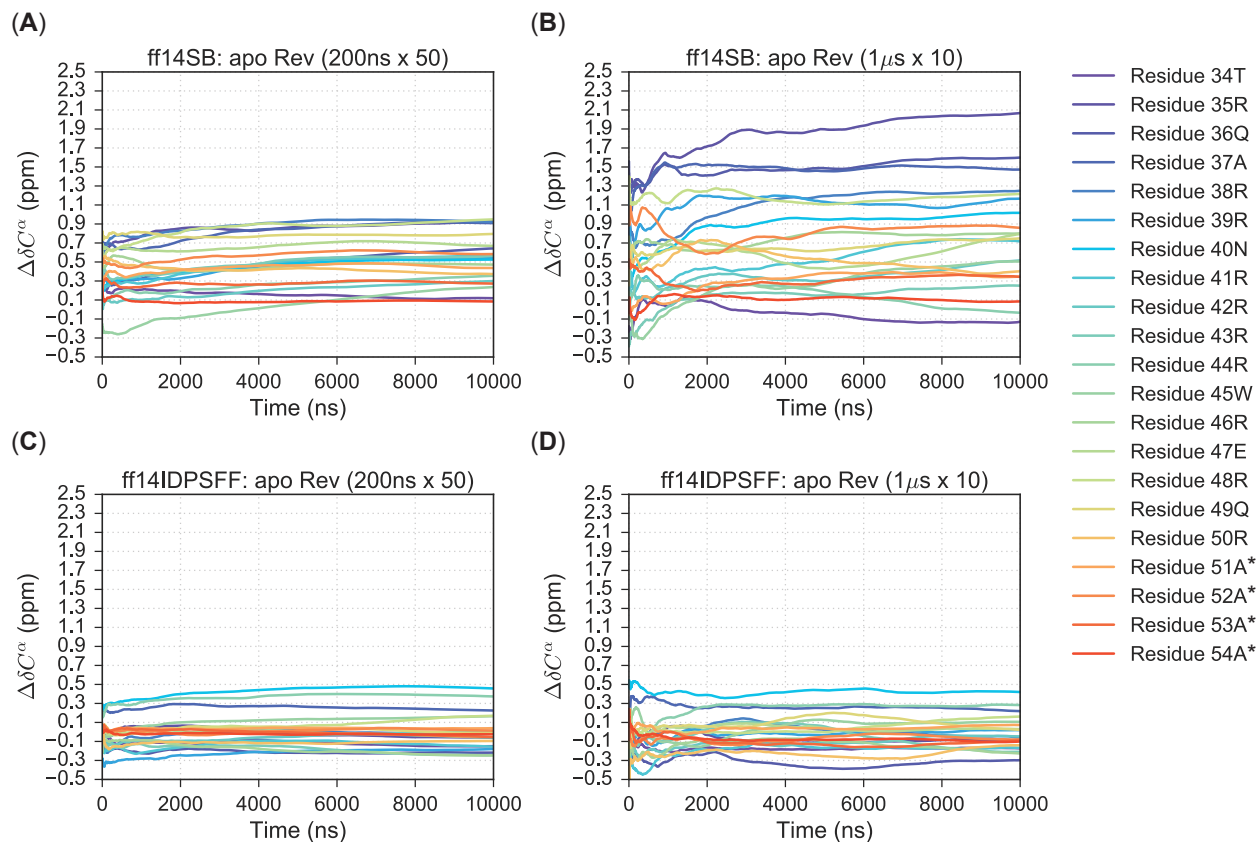 (A)
ff14SB: apo Rev (200ns x 50)
2.5
2.3
2.1
1.9
1.7
1.5
1.3
1.1
0.9
0.7
0.5
0.3
0.1
−0.1
−0.3
−0.5
ΔδCα (ppm)
0 2000 4000 6000 8000 10000
Time (ns)
(B)
ff14SB: apo Rev (1μs x 10)
2.5
2.3
2.1
1.9
1.7
1.5
1.3
1.1
0.9
0.7
0.5
0.3
0.1
−0.1
−0.3
−0.5
ΔδCα (ppm)
0 2000 4000 6000 8000 10000
Time (ns)
Residue 34T
Residue 35R
Residue 36Q
Residue 37A
Residue 38R
Residue 39R
Residue 40N
Residue 41R
Residue 42R
Residue 43R
Residue 44R
Residue 45W
Residue 46R
Residue 47E
Residue 48R
Residue 49Q
Residue 50R
Residue 51A*
Residue 52A*
Residue 53A*
Residue 54A*
(C)
ff14IDPSFF: apo Rev (200ns x 50)
2.5
2.3
2.1
1.9
1.7
1.5
1.3
1.1
0.9
0.7
0.5
0.3
0.1
−0.1
−0.3
−0.5
ΔδCα (ppm)
0 2000 4000 6000 8000 10000
Time (ns)
(D)
ff14IDPSFF: apo Rev (1μs x 10)
2.5
2.3
2.1
1.9
1.7
1.5
1.3
1.1
0.9
0.7
0.5
0.3
0.1
−0.1
−0.3
−0.5
ΔδCα (ppm)
0 2000 4000 6000 8000 10000
Time (ns)